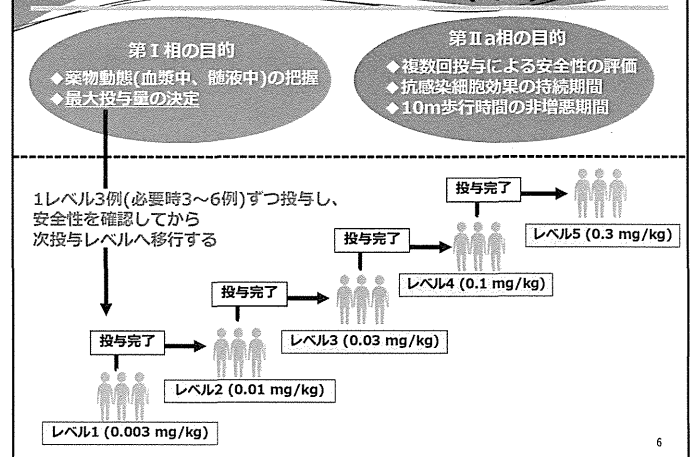 第Ⅰ相の目的
◆薬物動態(血漿中、髄液中)の把握
◆最大投与量の決定
第Ⅱa相の目的
◆複数回投与による安全性の評価
◆抗感染細胞効果の持続期間
◆10m歩行時間の非増悪期間
1レベル3例(必要時3～6例)ずつ投与し、
安全性を確認してから
次投与レベルへ移行する
投与完了
レベル5 (0.3 mg/kg)
投与完了
レベル4 (0.1 mg/kg)
投与完了
レベル3 (0.03 mg/kg)
投与完了
レベル2 (0.01 mg/kg)
レベル1 (0.003 mg/kg)
6